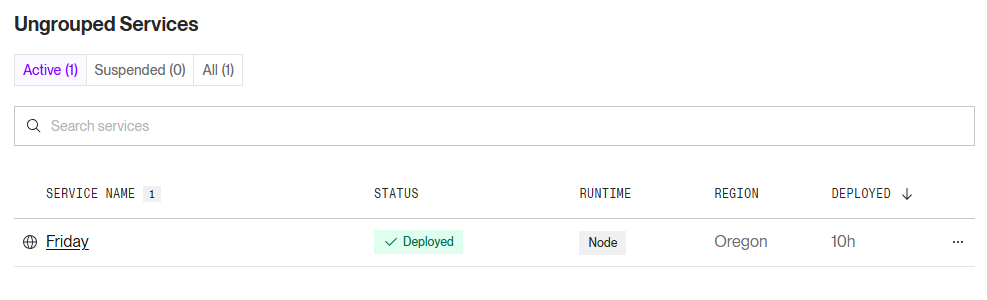 Ungrouped Services
Active (1) Suspended (0) All (1)
Search services
SERVICE NAME 1 STATUS RUNTIME REGION DEPLOYED
Friday Deployed Node Oregon 10h